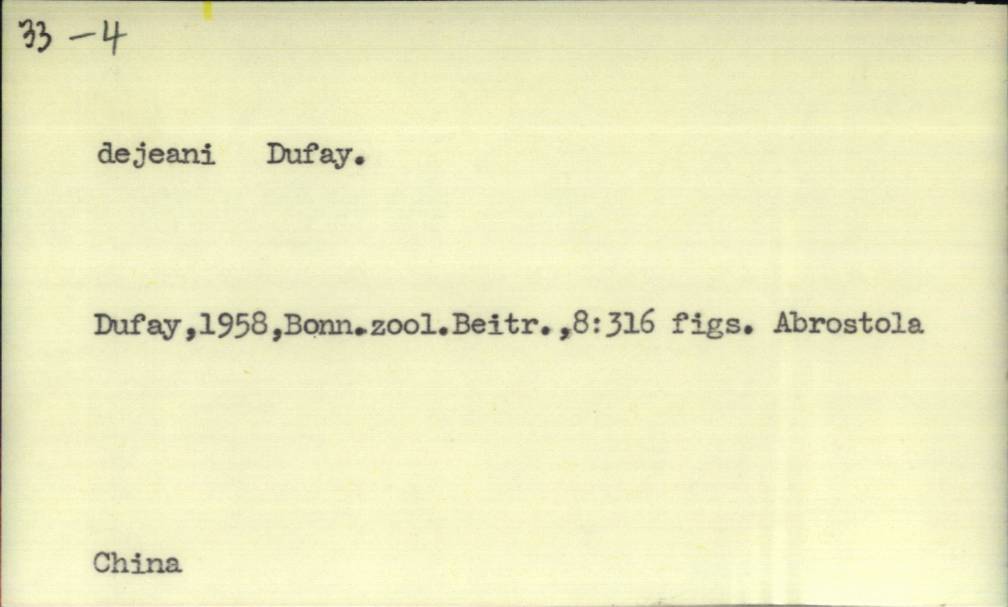 33 - 4
dejeani Dufay.
Dufay,1958,Bonn.zool.Beitr.,8:316 figs. Abrostola
China